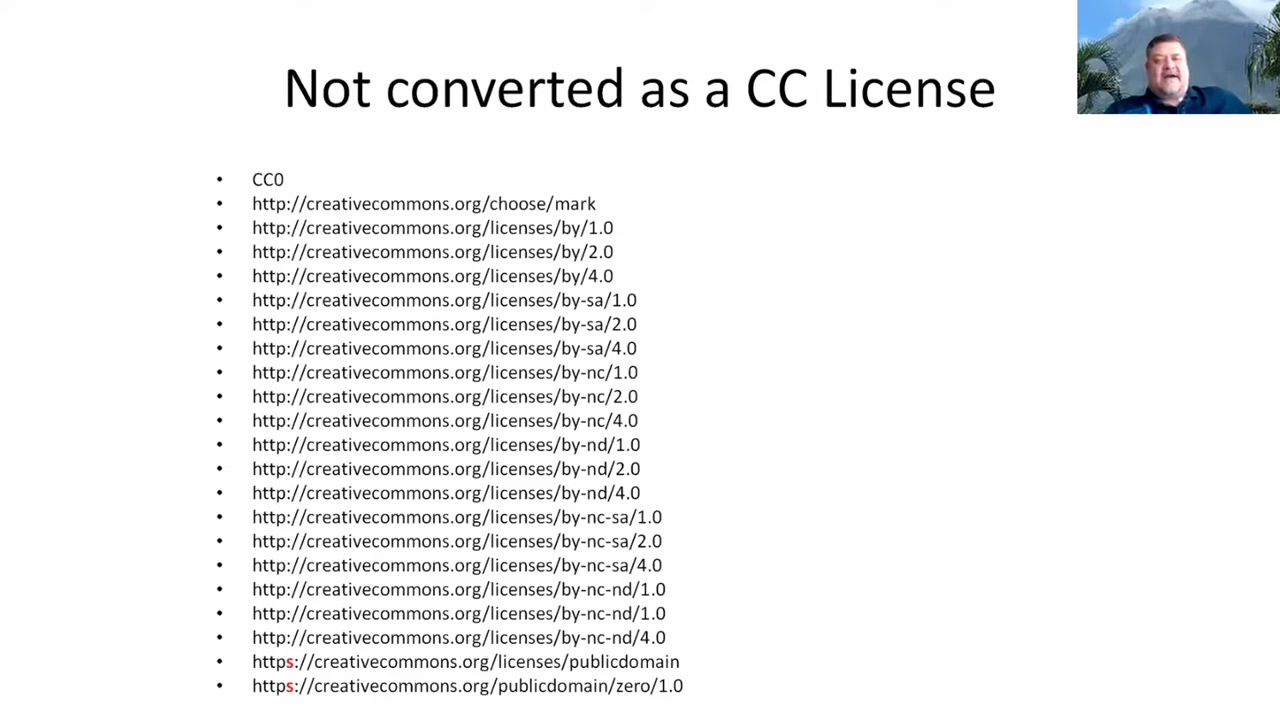 Not converted as a CC License
• CC0
• http://creativecommons.org/choose/mark
• http://creativecommons.org/licenses/by/1.0
• http://creativecommons.org/licenses/by/2.0
• http://creativecommons.org/licenses/by/4.0
• http://creativecommons.org/licenses/by-sa/1.0
• http://creativecommons.org/licenses/by-sa/2.0
• http://creativecommons.org/licenses/by-sa/4.0
• http://creativecommons.org/licenses/by-nc/1.0
• http://creativecommons.org/licenses/by-nc/2.0
• http://creativecommons.org/licenses/by-nc/4.0
• http://creativecommons.org/licenses/by-nd/1.0
• http://creativecommons.org/licenses/by-nd/2.0
• http://creativecommons.org/licenses/by-nd/4.0
• http://creativecommons.org/licenses/by-nc-sa/1.0
• http://creativecommons.org/licenses/by-nc-sa/2.0
• http://creativecommons.org/licenses/by-nc-sa/4.0
• http://creativecommons.org/licenses/by-nc-nd/1.0
• http://creativecommons.org/licenses/by-nc-nd/1.0
• http://creativecommons.org/licenses/by-nc-nd/4.0
• https://creativecommons.org/licenses/publicdomain
• https://creativecommons.org/publicdomain/zero/1.0